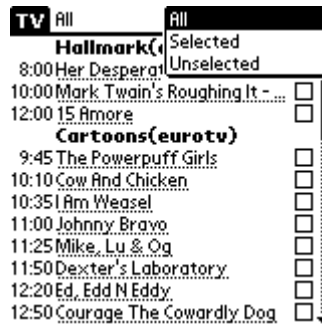 TV All
All
Selected
Unselected
Hallmark(
8:00 Her Desperat
10:00 Mark Twain's Roughing It - ...
12:00 15 Amore
Cartoons(eurotv)
9:45 The Powerpuff Girls
10:10 Cow And Chicken
10:35 I Am Weasel
11:00 Johnny Bravo
11:25 Mike, Lu & Og
11:50 Dexter's Laboratory
12:20 Ed, Edd N Eddy
12:50 Courage The Cowardly Dog